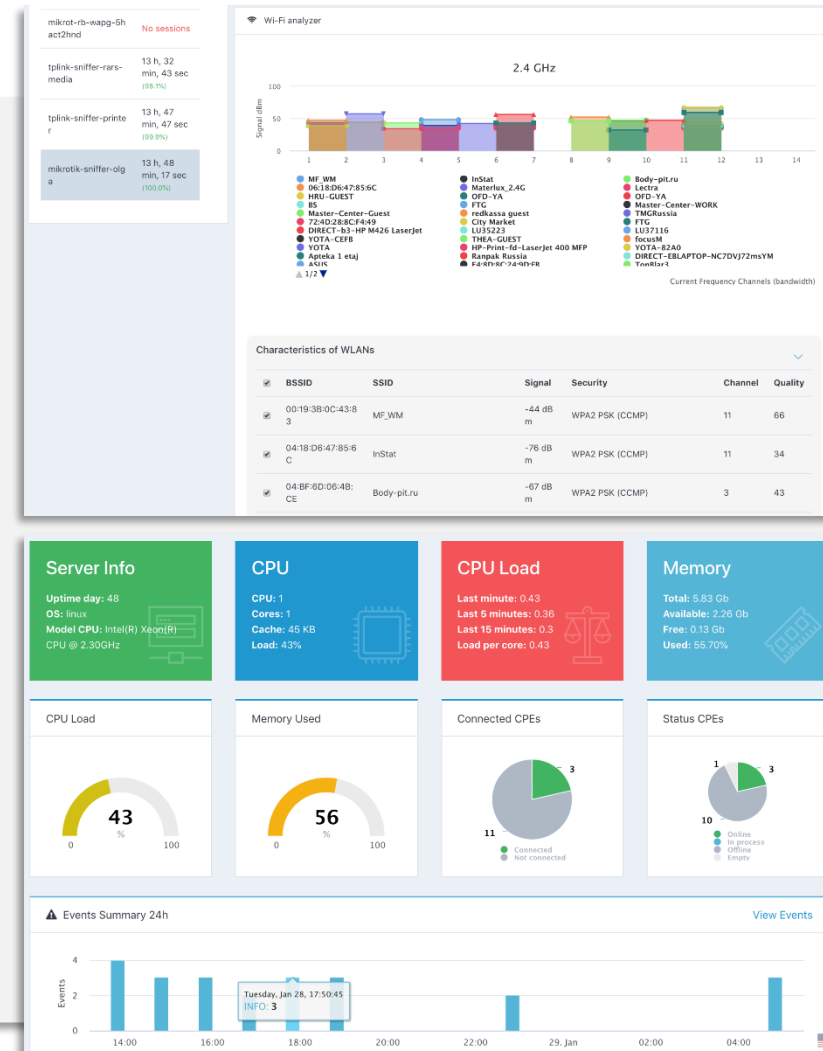 mikrot-rb-wapg-5h
act2hnd
No sessions
tplink-sniffer-rars-
media
13 h, 32
min, 43 sec
(98.1%)
tplink-sniffer-printe
r
13 h, 47
min, 47 sec
(99.9%)
mikrotik-sniffer-olg
a
13 h, 48
min, 17 sec
(100.0%)
Wi-Fi analyzer
2.4 GHz
Signal dBm
100
50
0
1 2 3 4 5 6 7 8 9 10 11 12 13 14
MF_WM
06:18:D6:47:85:6C
HRU-GUEST
BS
Master-Center-Guest
72:4D:28:8C:F4:49
DIRECT-b3-HP M426 LaserJet
YOTA-CEFB
YOTA
Apteka 1 etaj
ASUS
InStat
Materlux_2.4G
OFD-YA
FTG
redkassa guest
City Market
LU35223
THEA-GUEST
HP-Print-fd-LaserJet 400 MFP
Ranpak Russia
F4:8D:8C:24:9D:FB
Body-pit.ru
Lectra
OFD-YA
Master-Center-WORK
TMGRussia
FTG
LU37116
focusM
YOTA-82A0
DIRECT-EBLAPTOP-NC7DVJ72msYM
TonBlar3
1/2
Current Frequency Channels (bandwidth)
Characteristics of WLANs
BSSID SSID Signal Security Channel Quality
00:19:3B:0C:43:8
3
MF_WM
-44 dB
m
WPA2 PSK (CCMP)
11
66
04:18:D6:47:85:6
C
InStat
-76 dB
m
WPA2 PSK (CCMP)
11
34
04:BF:6D:06:4B:
CE
Body-pit.ru
-67 dB
m
WPA2 PSK (CCMP)
3
43
Server Info
Uptime day: 48
OS: linux
Model CPU: Intel(R) Xeon(R)
CPU @ 2.30GHz
CPU
CPU: 1
Cores: 1
Cache: 45 KB
Load: 43%
CPU Load
Last minute: 0.43
Last 5 minutes: 0.36
Last 15 minutes: 0.3
Load per core: 0.43
Memory
Total: 5.83 Gb
Available: 2.26 Gb
Free: 0.13 Gb
Used: 55.70%
CPU Load
43
%
0 100
Memory Used
56
%
0 100
Connected CPEs
3
11
Connected
Not connected
Status CPEs
1
3
10
Online
In process
Offline
Empty
Events Summary 24h
View Events
Events
4
2
0
Tuesday, Jan 28, 17:50:45
INFO: 3
14:00 16:00 18:00 20:00 22:00 29. Jan 02:00 04:00